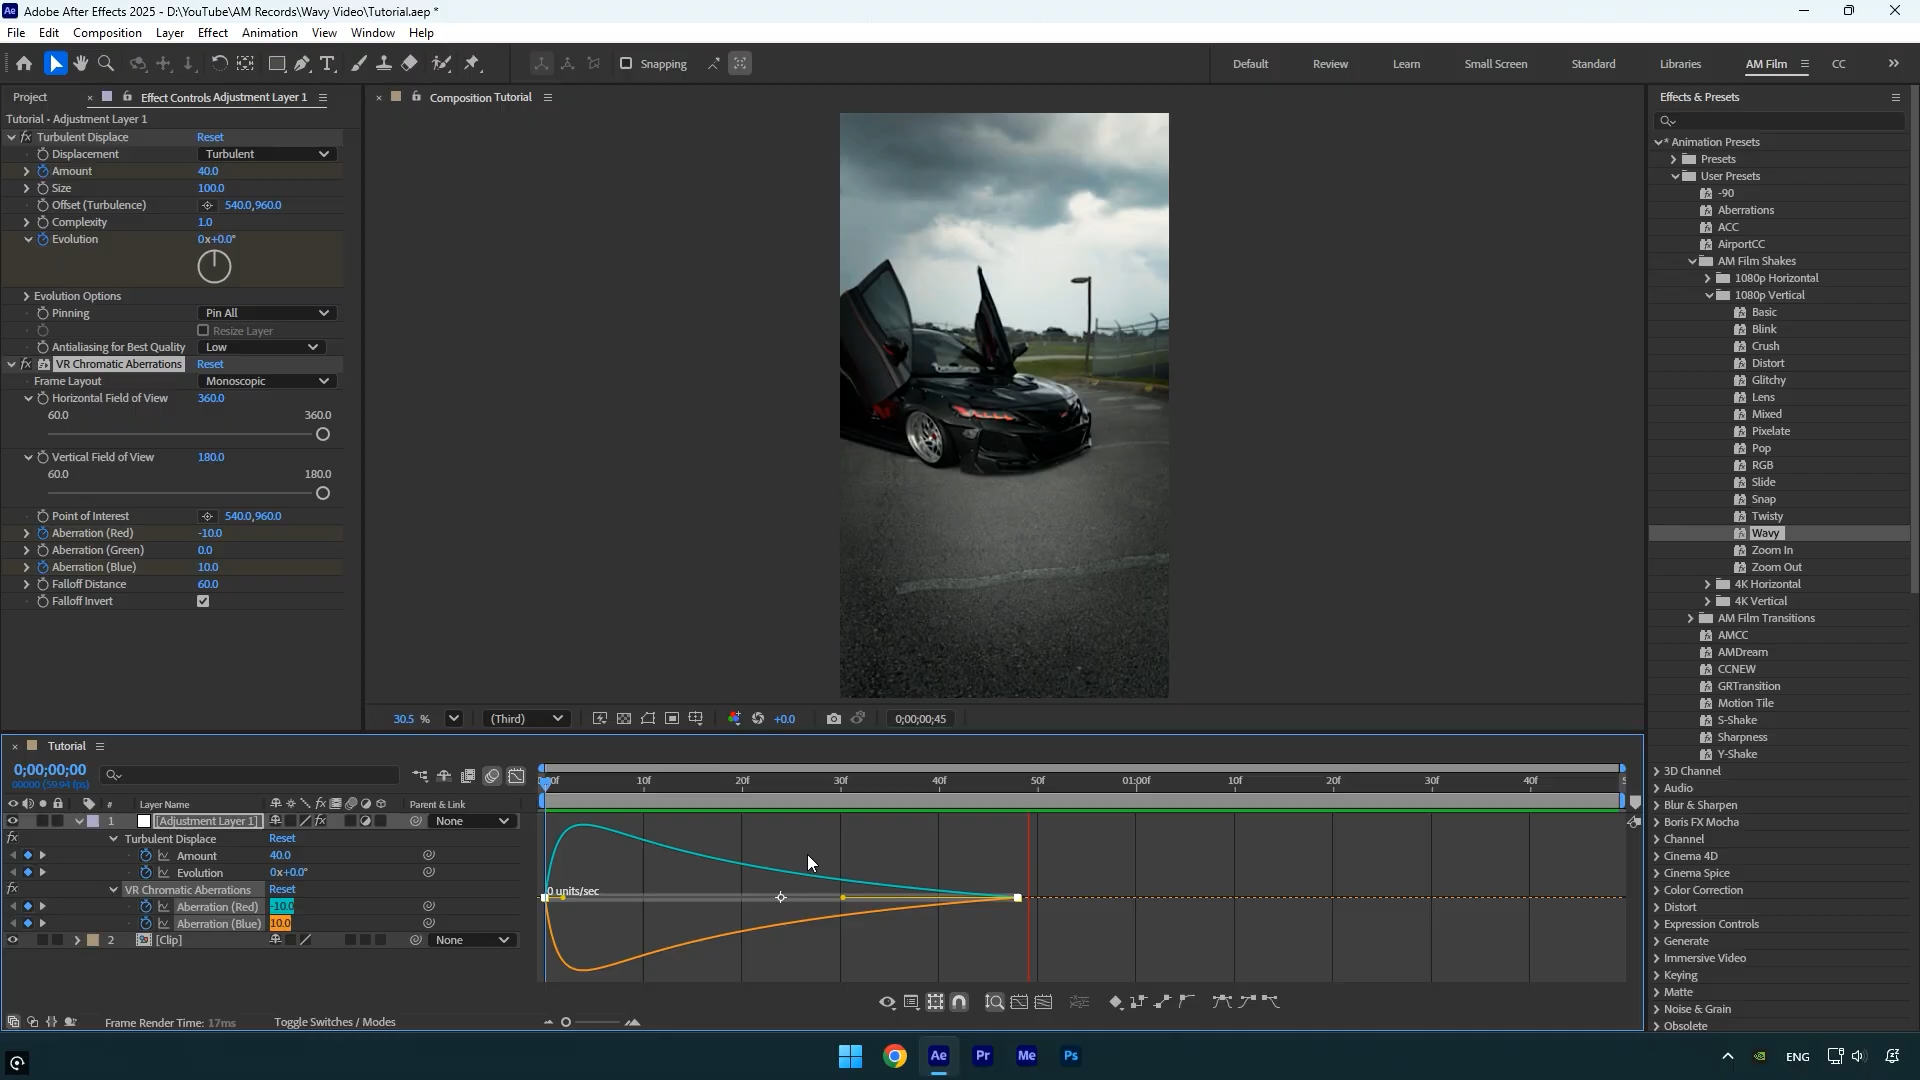 Adobe After Effects 2025 - D:\YouTube\AM Records\Wavy Video\Tutorial.aep *
File Edit Composition Layer Effect Animation View Window Help
Snapping
Default Review Learn Small Screen Standard Libraries AM Film CC
Project
Effect Controls Adjustment Layer 1
Tutorial • Adjustment Layer 1
Turbulent Displace Reset
Displacement Turbulent
Amount 40.0
Size 100.0
Offset (Turbulence) 540.0,960.0
Complexity 1.0
Evolution 0x+0.0°
Evolution Options
Pinning Pin All
Resize Layer
Antialiasing for Best Quality Low
VR Chromatic Aberrations Reset
Frame Layout Monoscopic
Horizontal Field of View 360.0
60.0 360.0
Vertical Field of View 180.0
60.0 180.0
Point of Interest 540.0,960.0
Aberration (Red) -10.0
Aberration (Green) 0.0
Aberration (Blue) 10.0
Falloff Distance 60.0
Falloff Invert
Composition Tutorial
30.5 % (Third) +0.0 0;00;00;45
Effects & Presets
* Animation Presets
Presets
User Presets
-90
Aberrations
ACC
AirportCC
AM Film Shakes
1080p Horizontal
1080p Vertical
Basic
Blink
Crush
Distort
Glitchy
Lens
Mixed
Pixelate
Pop
RGB
Slide
Snap
Twisty
Wavy
Zoom In
Zoom Out
4K Horizontal
4K Vertical
AM Film Transitions
AMCC
AMDream
CCNEW
GRTransition
Motion Tile
S-Shake
Sharpness
Y-Shake
3D Channel
Audio
Blur & Sharpen
Boris FX Mocha
Channel
Cinema 4D
Cinema Spice
Color Correction
Distort
Expression Controls
Generate
Immersive Video
Keying
Matte
Noise & Grain
Obsolete
Tutorial
0;00;00;00
00000 (59.94 fps)
# Layer Name Parent & Link
1 [Adjustment Layer 1] None
Turbulent Displace Reset
Amount 40.0
Evolution 0x+0.0°
VR Chromatic Aberrations Reset
Aberration (Red) -10.0
Aberration (Blue) 10.0
2 [Clip] None
Frame Render Time: 17ms
Toggle Switches / Modes
10f 20f 30f 40f 50f 01:00f 10f 20f 30f 40f
0 units/sec
Ae Pr Me Ps
ENG